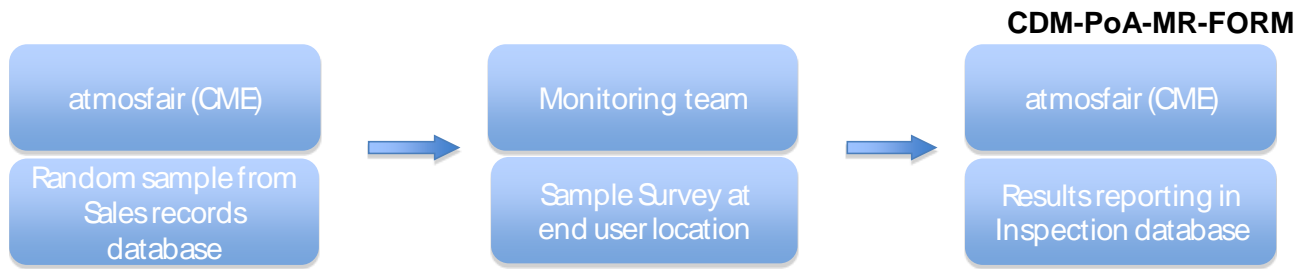 CDM-PoA-MR-FORM
atmosfair (CME)
Random sample from
Sales records
database
Monitoring team
Sample Survey at
end user location
atmosfair (CME)
Results reporting in
Inspection database